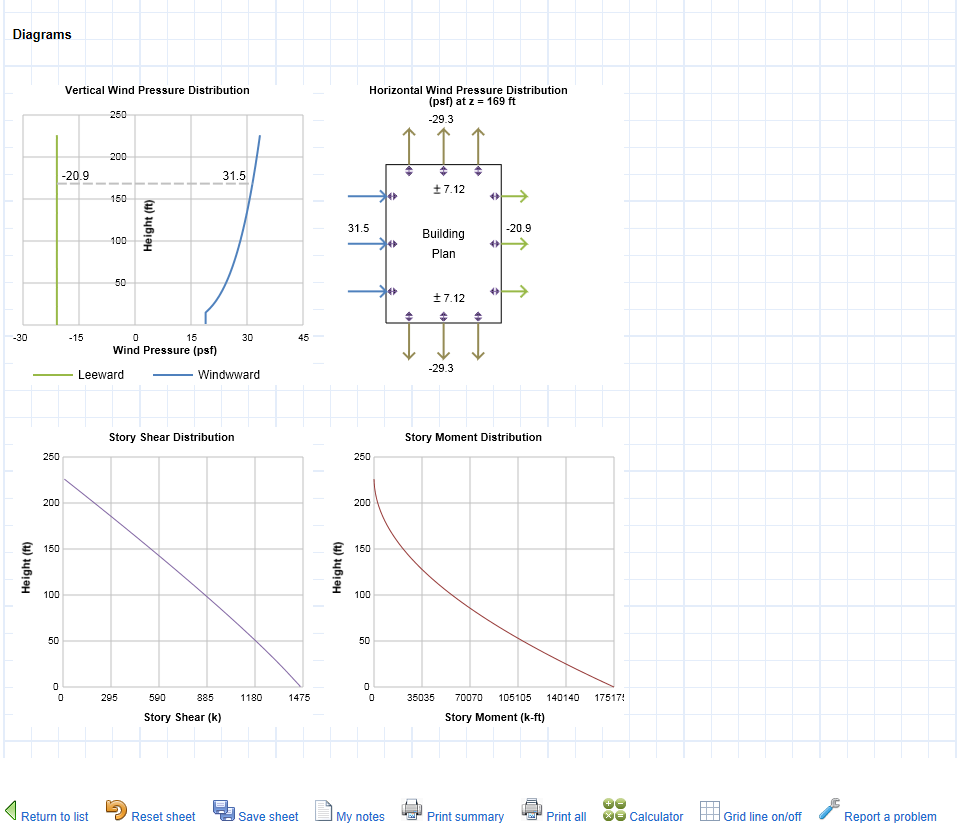 Diagrams
Vertical Wind Pressure Distribution
250
200
-20.9
31.5
150
Height (ft)
100
50
-30
-15
0
15
30
45
Wind Pressure (psf)
Leeward
Windwward
Horizontal Wind Pressure Distribution
(psf) at z = 169 ft
-29.3
± 7.12
31.5
-20.9
Building
Plan
± 7.12
-29.3
Story Shear Distribution
250
200
150
Height (ft)
100
50
0
0
295
590
885
1180
1475
Story Shear (k)
Story Moment Distribution
250
200
150
Height (ft)
100
50
0
0
35035
70070
105105
140140
Story Moment (k-ft)
Return to list
Reset sheet
Save sheet
My notes
Print summary
Print all
Calculator
Grid line on/off
Report a problem